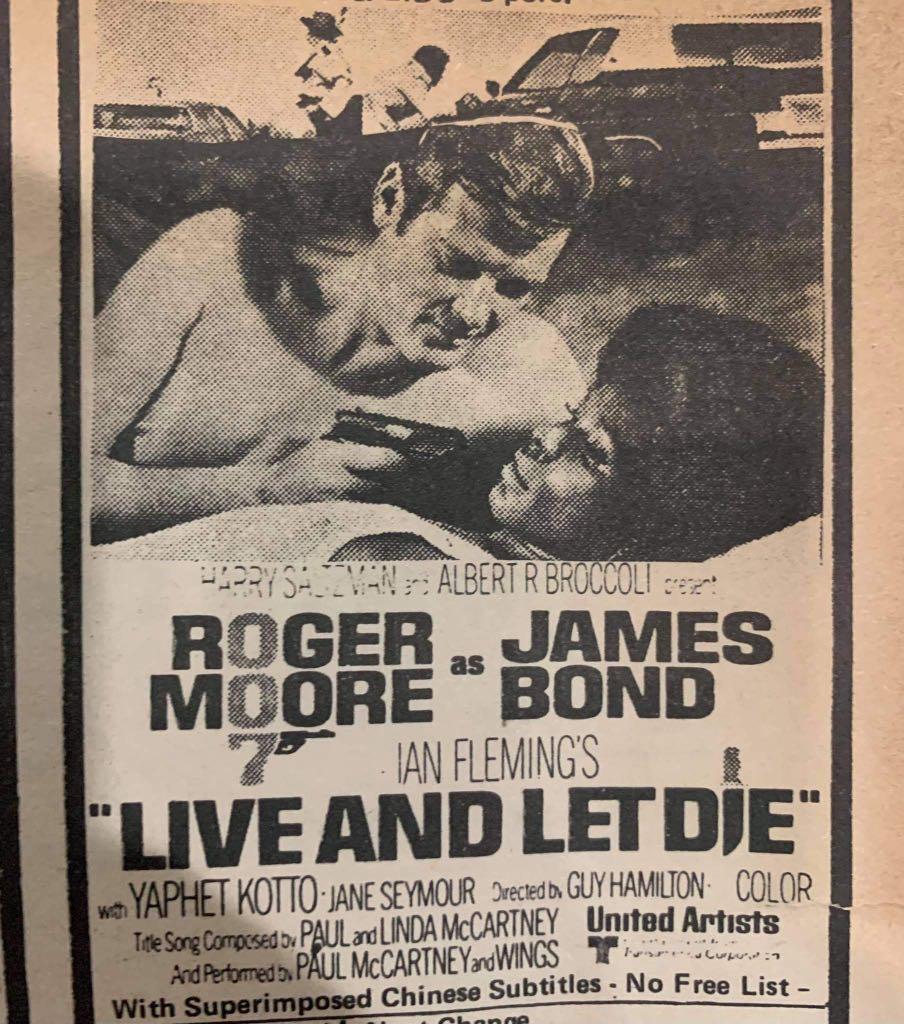 HARRY SALTZMAN and ALBERT R BROCCOLI present
ROGER MOORE as JAMES BOND
007
IAN FLEMING'S
"LIVE AND LET DIE"
with YAPHET KOTTO · JANE SEYMOUR Directed by GUY HAMILTON · COLOR
Title Song Composed by PAUL and LINDA McCARTNEY
And Performed by PAUL McCARTNEY and WINGS
United Artists
T
With Superimposed Chinese Subtitles - No Free List -
Change